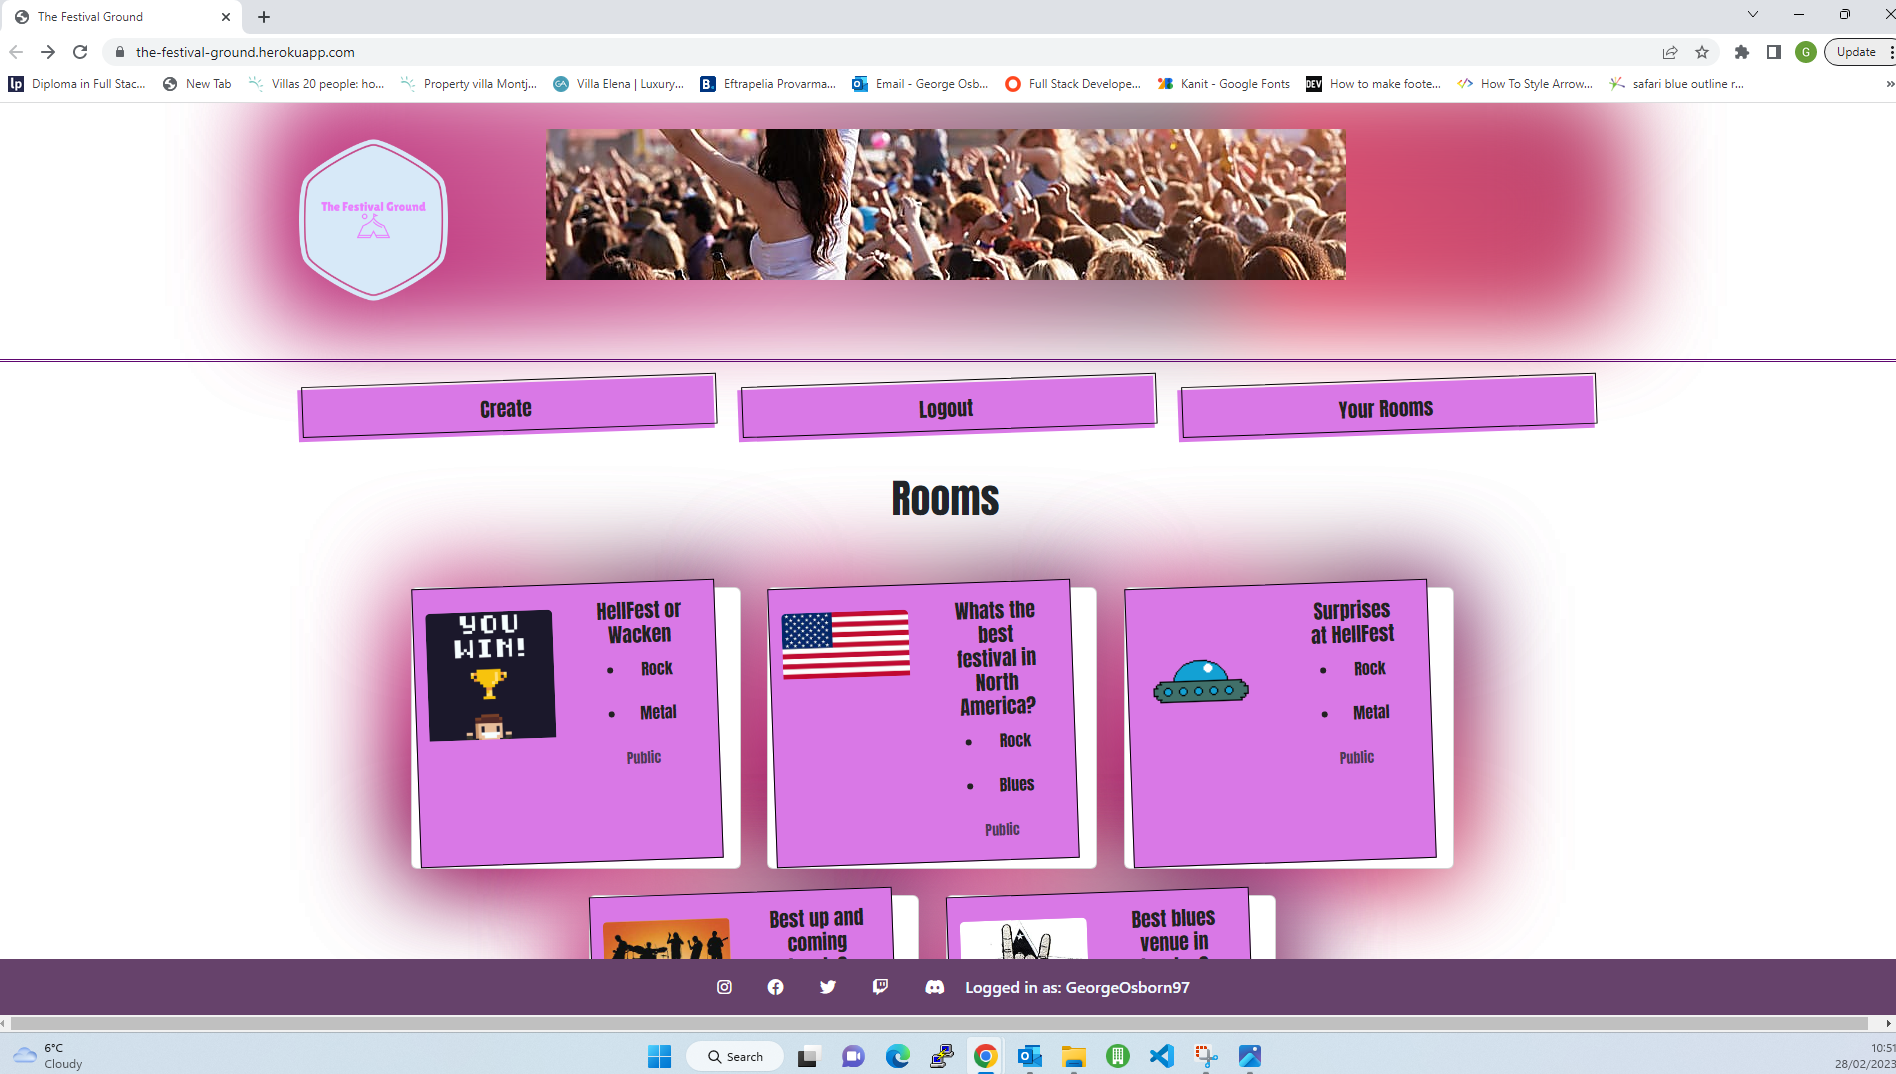 The Festival Ground
the-festival-ground.herokuapp.com
G
Update
Diploma in Full Stac...
New Tab
Villas 20 people: ho...
Property villa Montj...
Villa Elena | Luxury...
Eftrapelia Provarma...
Email - George Osb...
Full Stack Develope...
Kanit - Google Fonts
How to make foote...
How To Style Arrow...
safari blue outline r...
The Festival Ground
Create
Logout
Your Rooms
Rooms
YOU
WIN!
HellFest or
Wacken
Rock
Metal
Public
Whats the
best
festival in
North
America?
Rock
Blues
Public
Surprises
at HellFest
Rock
Metal
Public
Best up and
coming
Best blues
venue in
Logged in as: GeorgeOsborn97
6°C
Cloudy
Search
10:51
28/02/2023